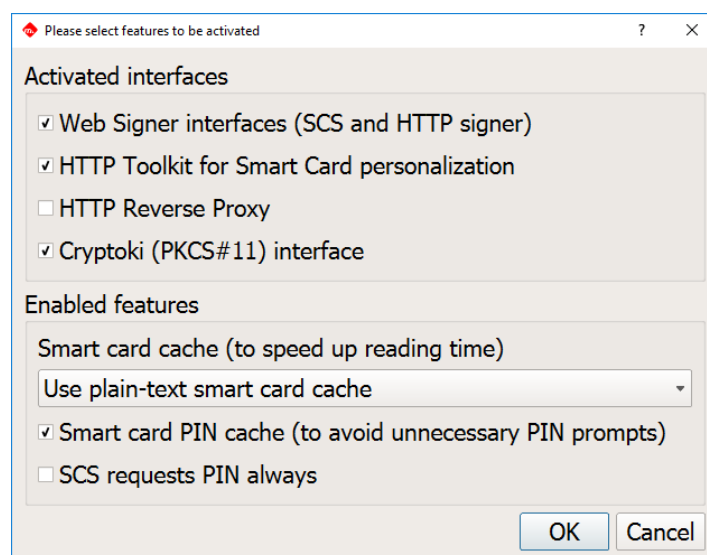 Please select features to be activated
Activated interfaces
Web Signer interfaces (SCS and HTTP signer)
HTTP Toolkit for Smart Card personalization
HTTP Reverse Proxy
Cryptoki (PKCS#11) interface
Enabled features
Smart card cache (to speed up reading time)
Use plain-text smart card cache
Smart card PIN cache (to avoid unnecessary PIN prompts)
SCS requests PIN always
OK Cancel